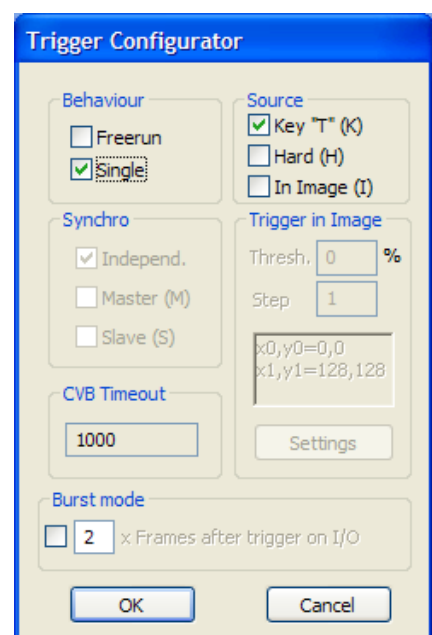 Trigger Configurator
Behaviour
Freerun
Single
Source
Key "T" (K)
Hard (H)
In Image (I)
Synchro
Independ.
Master (M)
Slave (S)
Trigger in Image
Thresh. 0 %
Step 1
x0,y0=0,0
x1,y1=128,128
Settings
CVB Timeout
1000
Burst mode
2 x Frames after trigger on I/O
OK Cancel